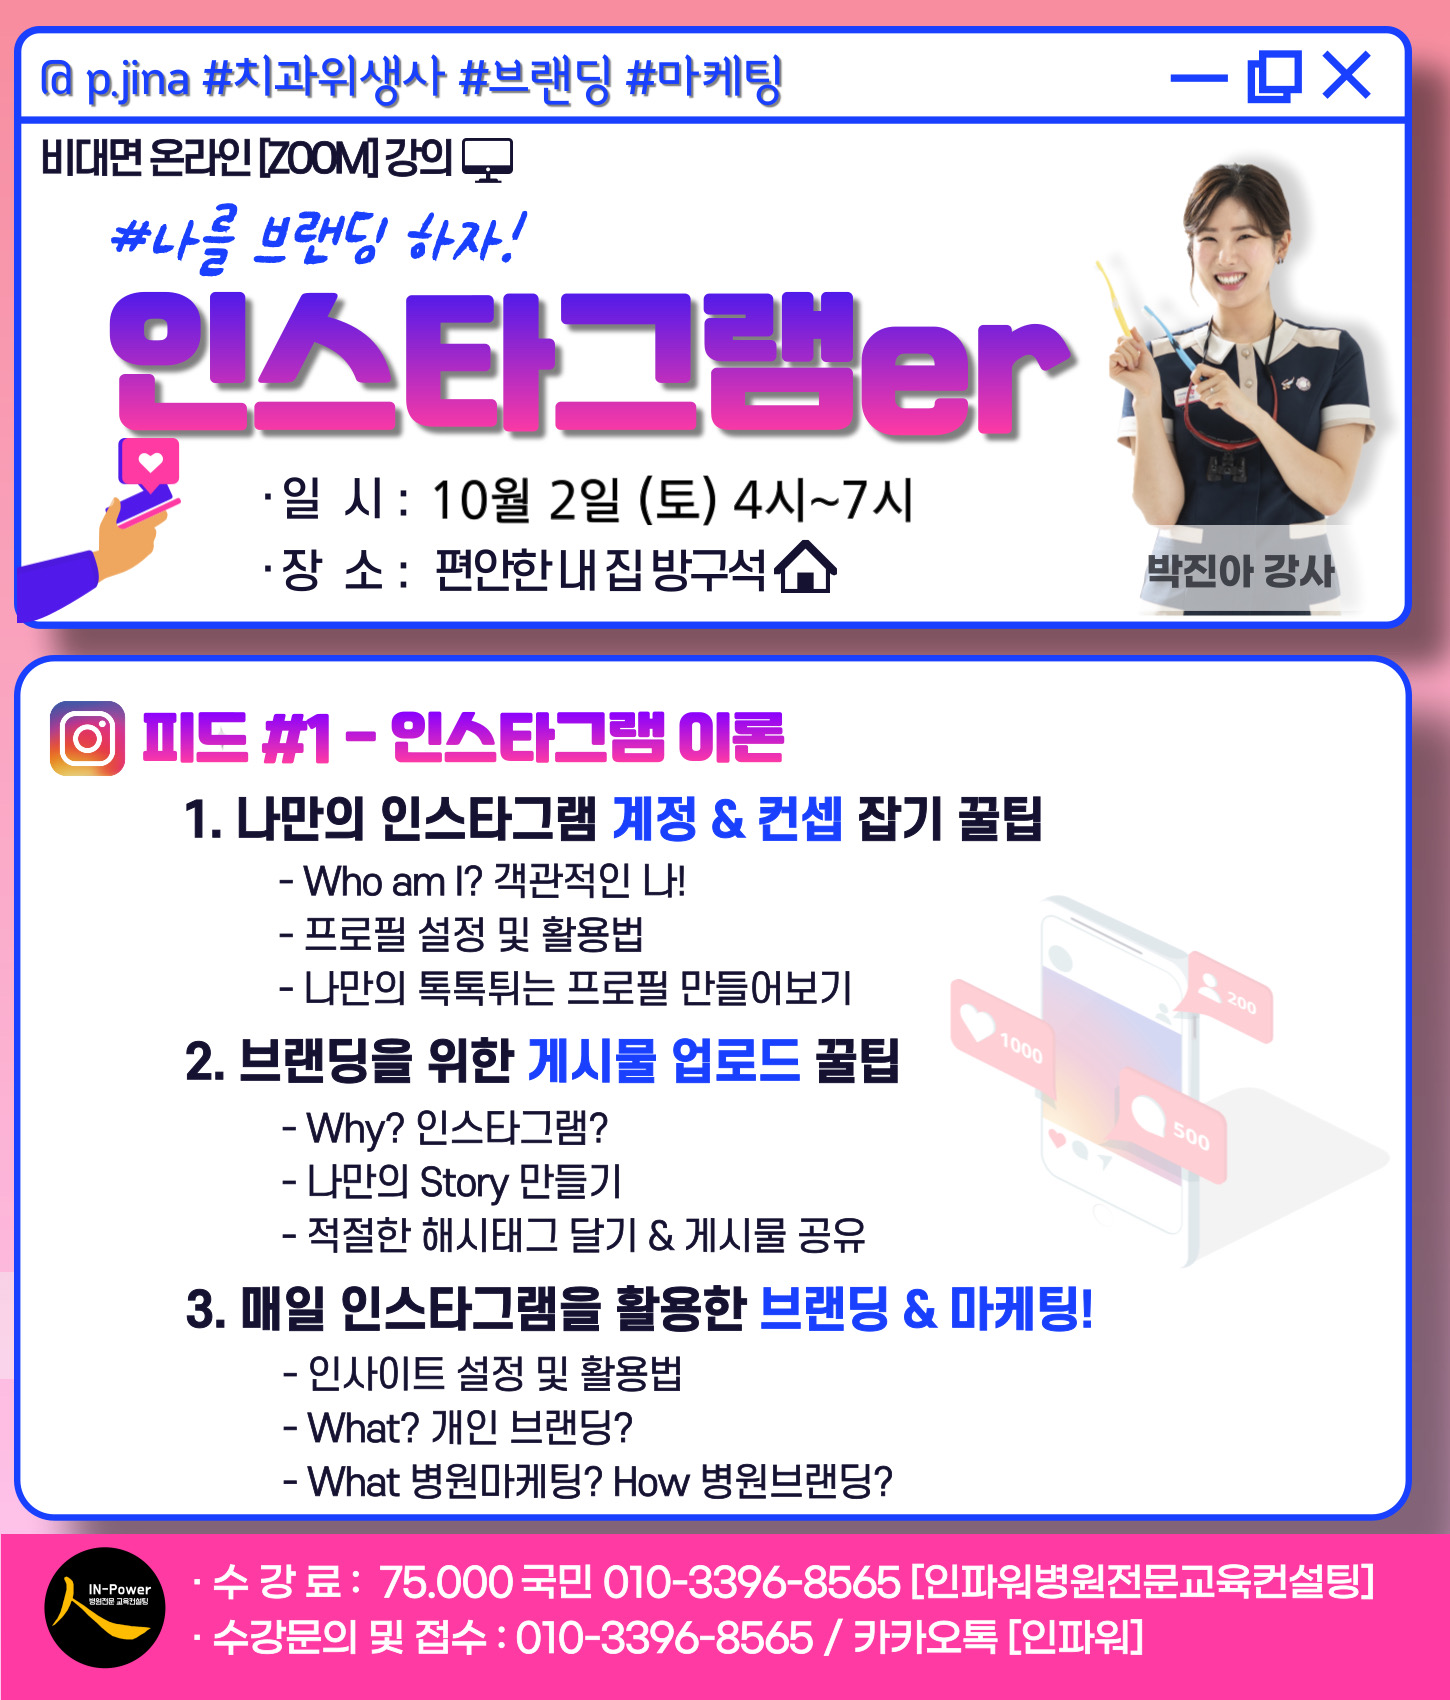 @ p.jina #치과위생사 #브랜딩 #마케팅
비대면 온라인 [ZOOM] 강의
#나를 브랜딩 하자!
인스타그램er
· 일 시 : 10월 2일 (토) 4시~7시
· 장 소 : 편안한 내 집 방구석
박진아 강사
피드 #1 - 인스타그램 이론
1. 나만의 인스타그램 계정 & 컨셉 잡기 꿀팁
- Who am I? 객관적인 나!
- 프로필 설정 및 활용법
- 나만의 톡톡튀는 프로필 만들어보기
200
1000
2. 브랜딩을 위한 게시물 업로드 꿀팁
- Why? 인스타그램?
500
- 나만의 Story 만들기
- 적절한 해시태그 달기 & 게시물 공유
3. 매일 인스타그램을 활용한 브랜딩 & 마케팅!
- 인사이트 설정 및 활용법
- What? 개인 브랜딩?
- What 병원마케팅? How 병원브랜딩?
IN-Power
병원전문 교육컨설팅
· 수 강 료 : 75.000 국민 010-3396-8565 [인파워병원전문교육컨설팅]
· 수강문의 및 접수 : 010-3396-8565 / 카카오톡 [인파워]